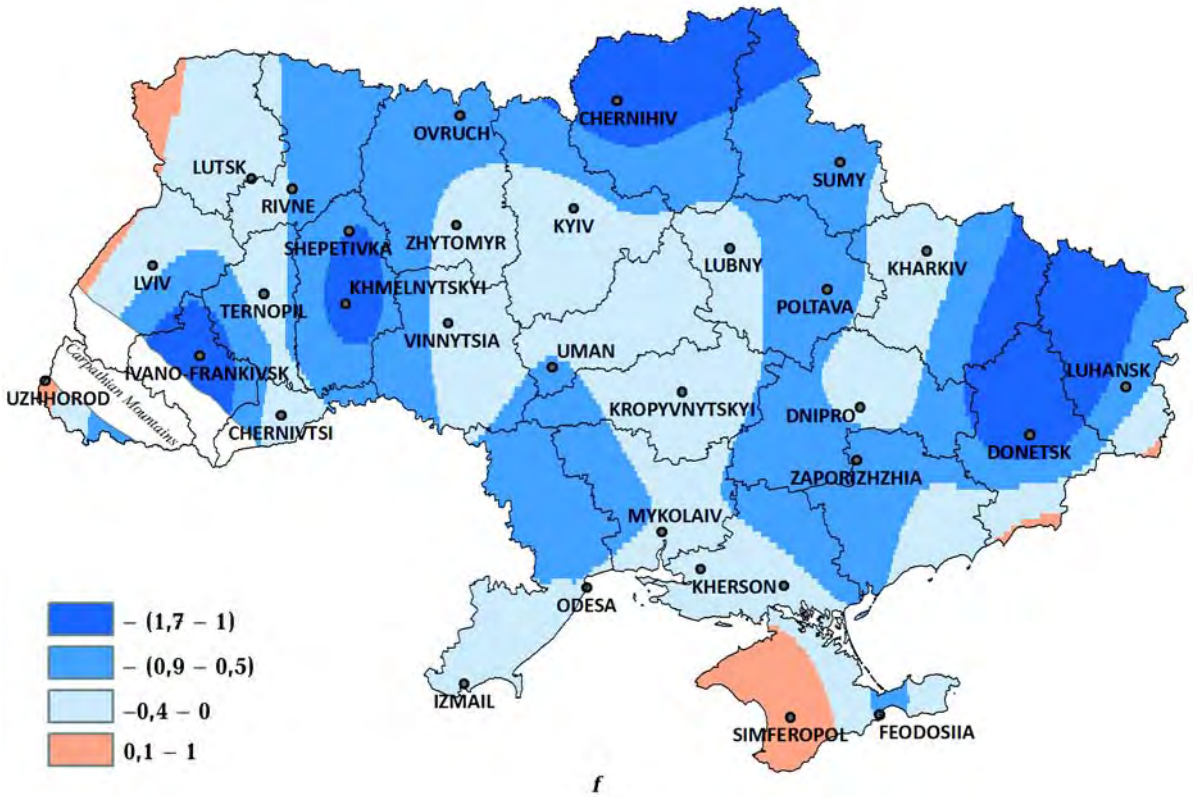 CHERNIHIV
OVRUCH
SUMY
LUTSK
RIVNE
SHEPETIVKA
ZHYTOMYR
KYIV
LUBNY
KHARKIV
LVIV
TERNOPIL
KHMELNYTSKYI
POLTAVA
VINNYTSIA
UMAN
IVANO-FRANKIVSK
LUHANSK
UZHHOROD
Carpathian Mountains
KROPYVNYTSKYI
DNIPRO
CHERNIVTSI
DONETSK
ZAPORIZHZHIA
MYKOLAIV
KHERSON
ODESA
IZMAIL
SIMFEROPOL
FEODOSIIA
– (1,7 – 1)
– (0,9 – 0,5)
–0,4 – 0
0,1 – 1
f